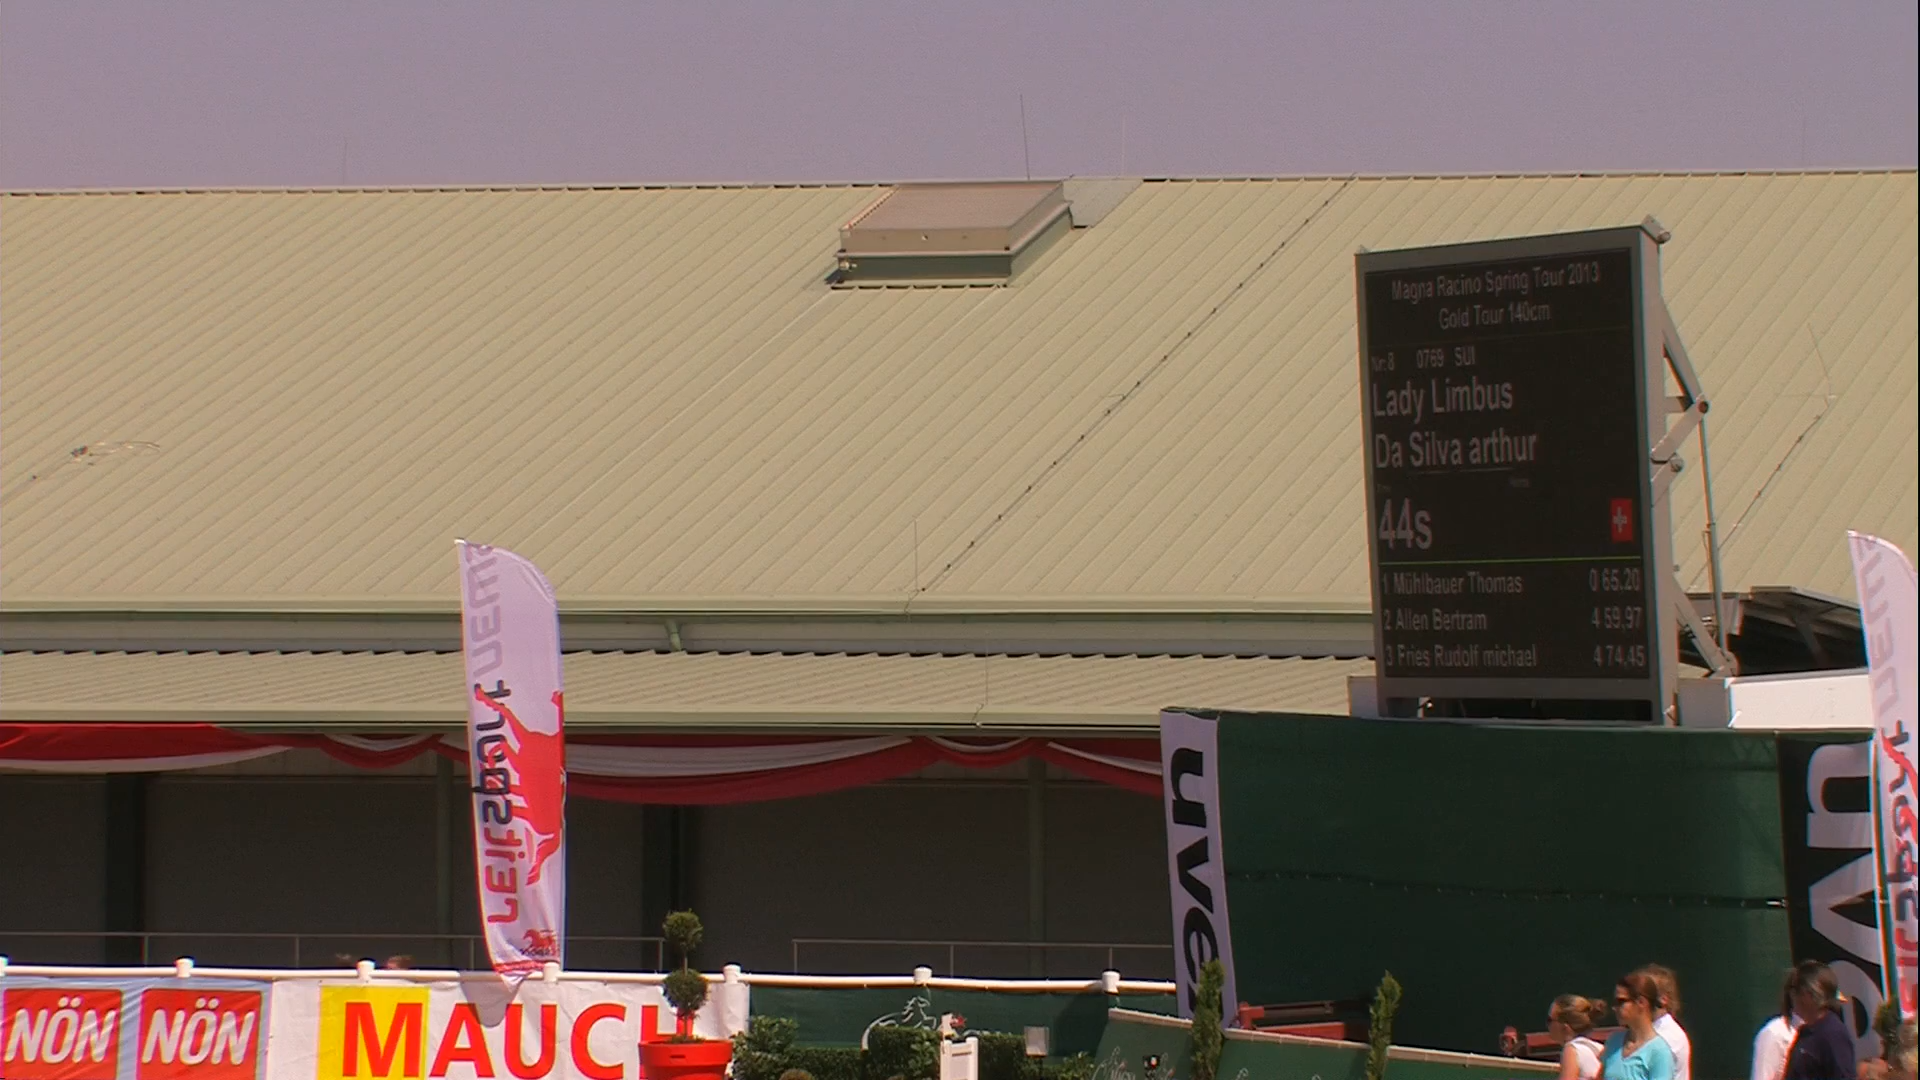 Magna Racino Spring Tour 2013
Gold Tour 140cm
Nr: 8 0769 SUI
Lady Limbus
Da Silva arthur
44s
1 Mühlbauer Thomas 0 65.20
2 Allen Bertram 4 59.97
3 Fries Rudolf michael 4 74.45
reitsport news
uvex
NÖN NÖN
MAUCH